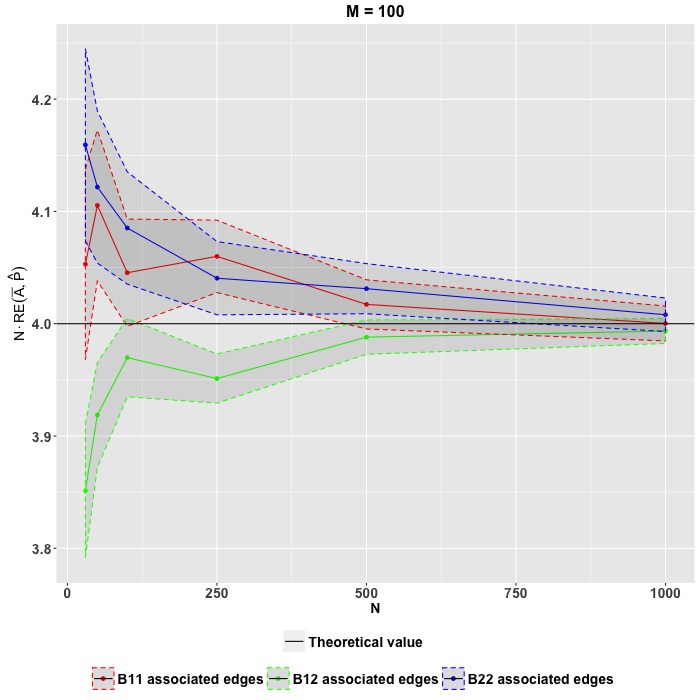 M = 100
N · RE(A̅, P̂)
4.2
4.1
4.0
3.9
3.8
0 250 500 750 1000
N
Theoretical value
B11 associated edges B12 associated edges B22 associated edges